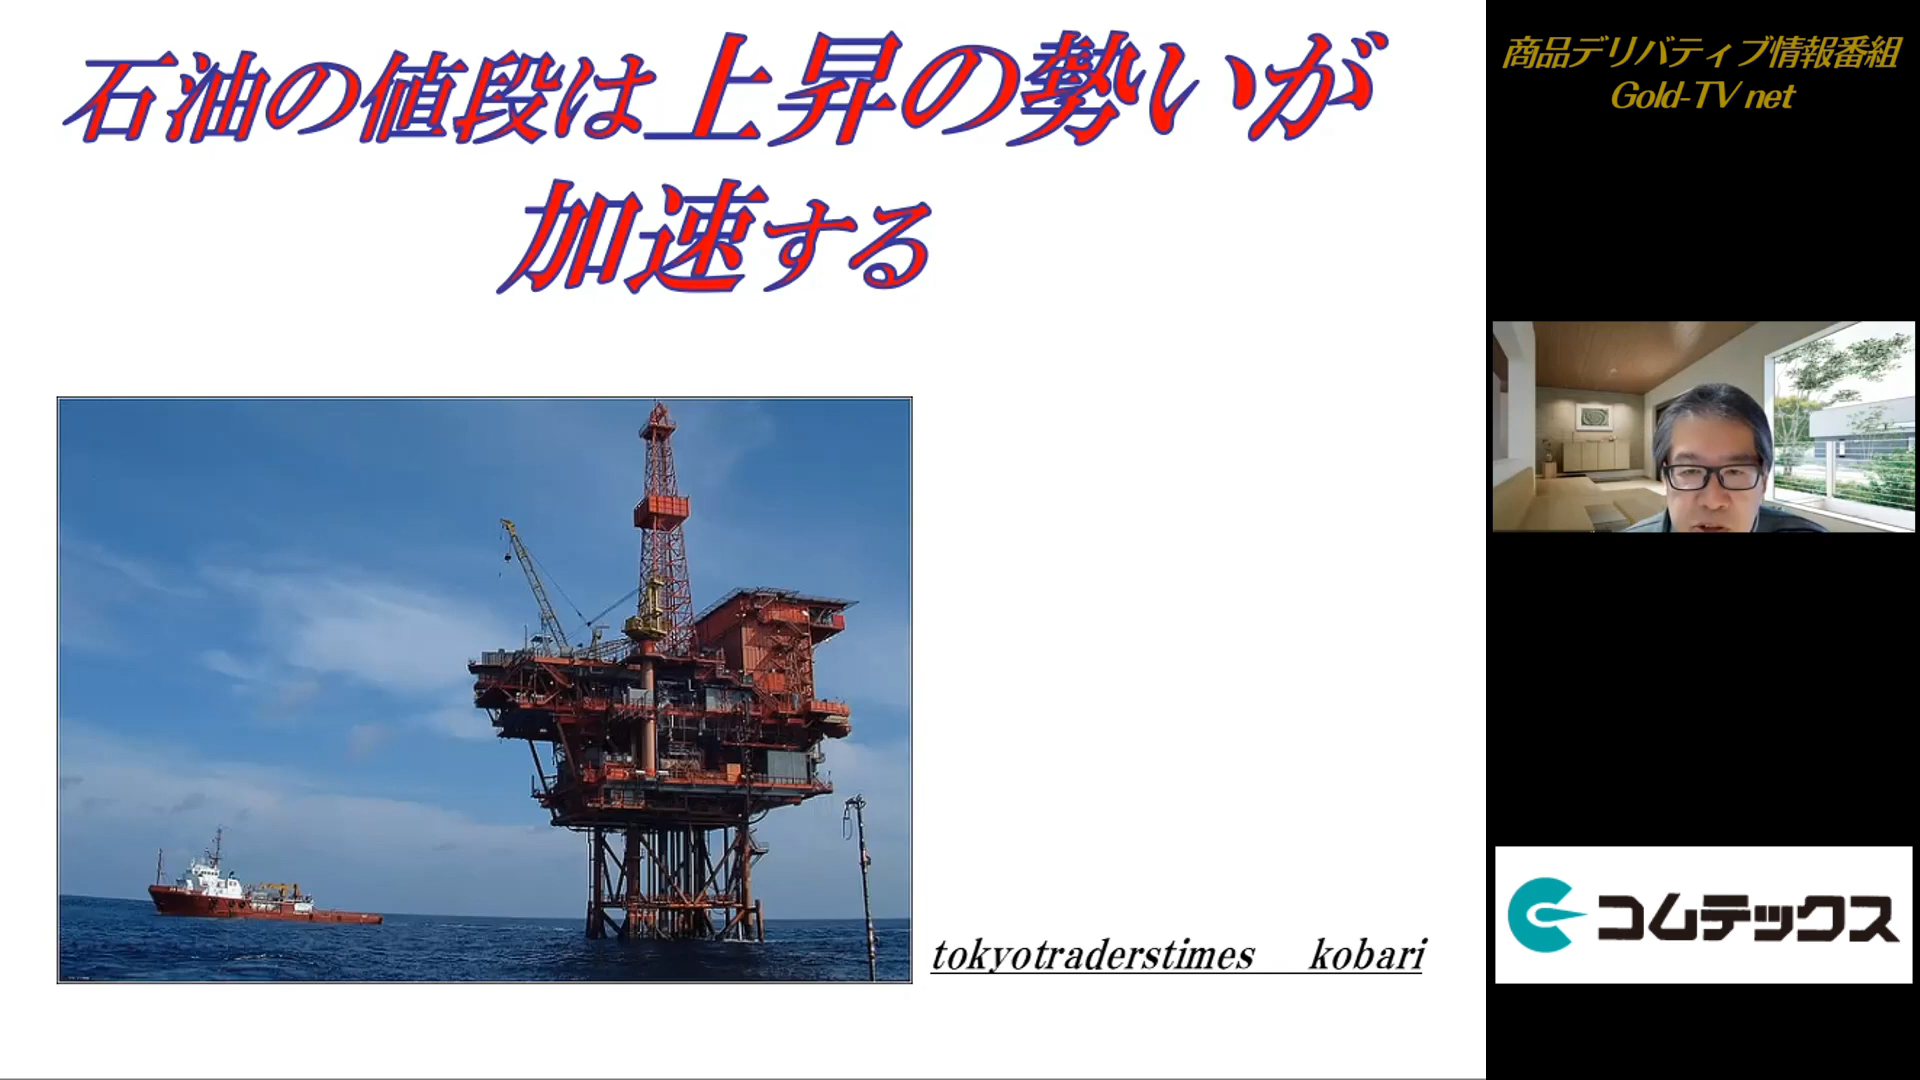 石油の値段は上昇の勢いが
加速する
tokyotraderstimes kobari
商品デリバティブ情報番組
Gold-TV net
コムテックス